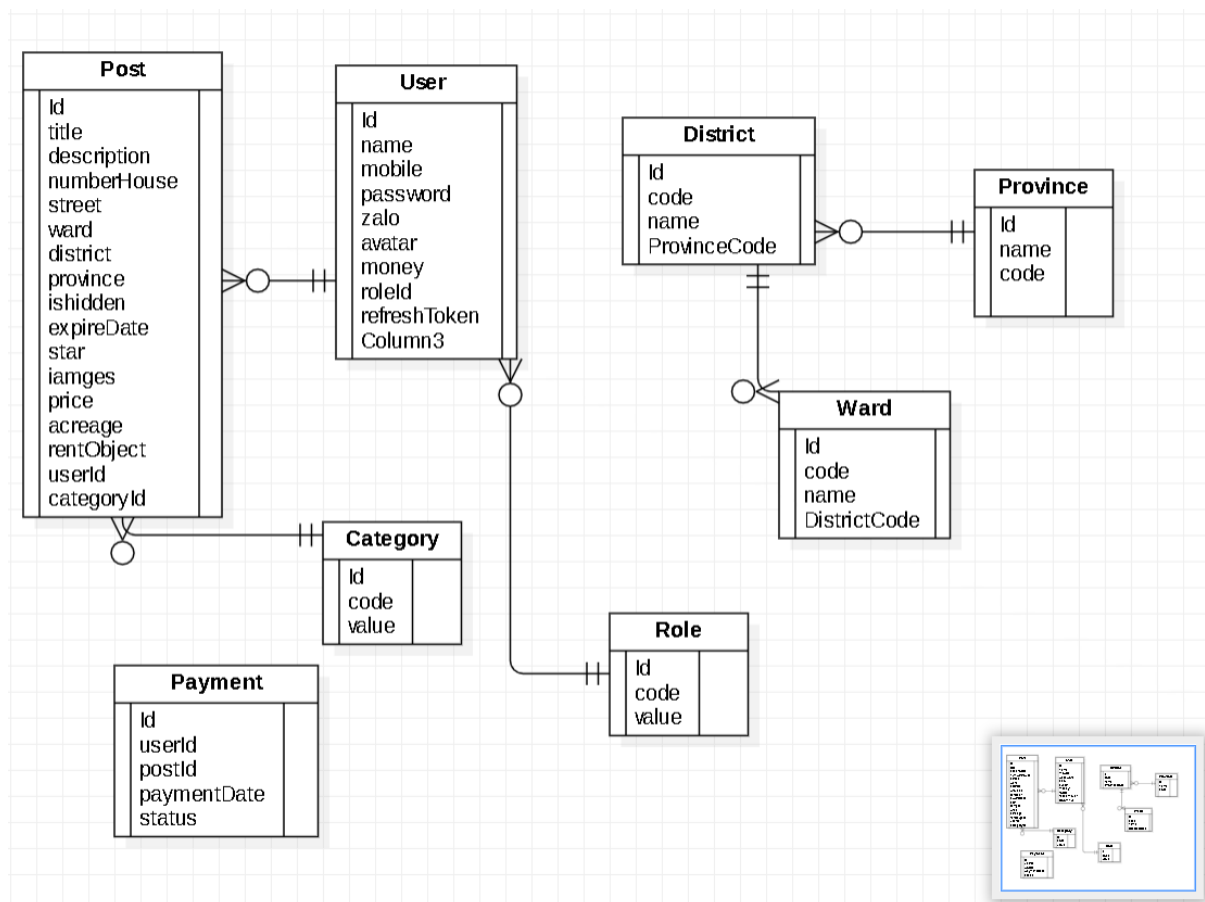 Post
Id
title
description
numberHouse
street
ward
district
province
ishidden
expireDate
star
iamges
price
acreage
rentObject
userId
categoryId
User
Id
name
mobile
password
zalo
avatar
money
roleId
refreshToken
Column3
District
Id
code
name
ProvinceCode
Province
Id
name
code
Ward
Id
code
name
DistrictCode
Category
Id
code
value
Role
Id
code
value
Payment
Id
userId
postId
paymentDate
status